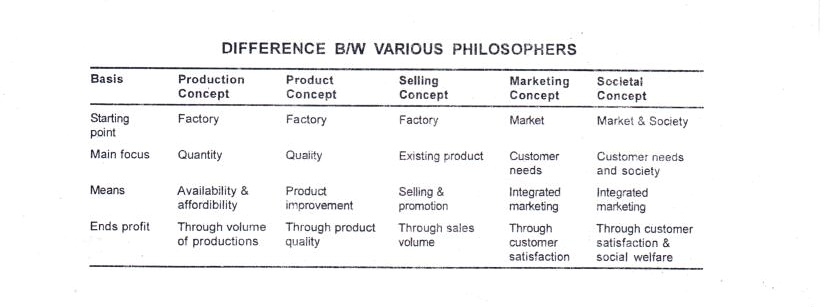 DIFFERENCE B/W VARIOUS PHILOSOPHERS
Basis Production Product Selling Marketing Societal
Concept Concept Concept Concept Concept
Starting Factory Factory Factory Market Market & Society
point
Main focus Quantity Quality Existing product Customer Customer needs
needs and society
Means Availability & Product Selling & Integrated Integrated
affordibility improvement promotion marketing marketing
Ends profit Through volume Through product Through sales Through Through customer
of productions quality volume customer satisfaction &
satisfaction social welfare